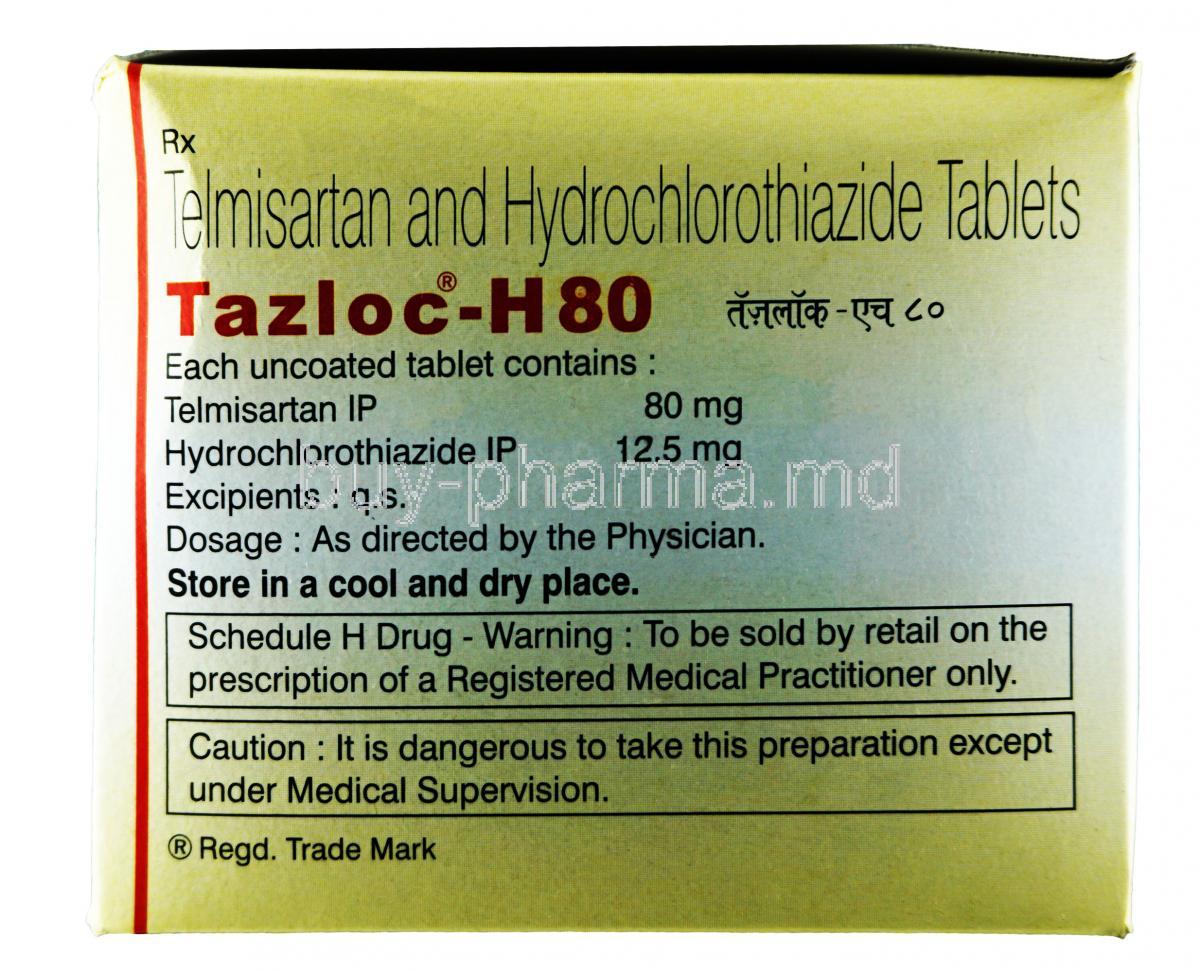 Rx
Telmisartan and Hydrochlorothiazide Tablets
Tazloc®-H 80 तॅज़लॉक - एच ८०
Each uncoated tablet contains :
Telmisartan IP 80 mg
Hydrochlorothiazide IP 12.5 mg
buy-pharma.md
Excipients : q.s.
Dosage : As directed by the Physician.
Store in a cool and dry place.
Schedule H Drug - Warning : To be sold by retail on the
prescription of a Registered Medical Practitioner only.
Caution : It is dangerous to take this preparation except
under Medical Supervision.
® Regd. Trade Mark